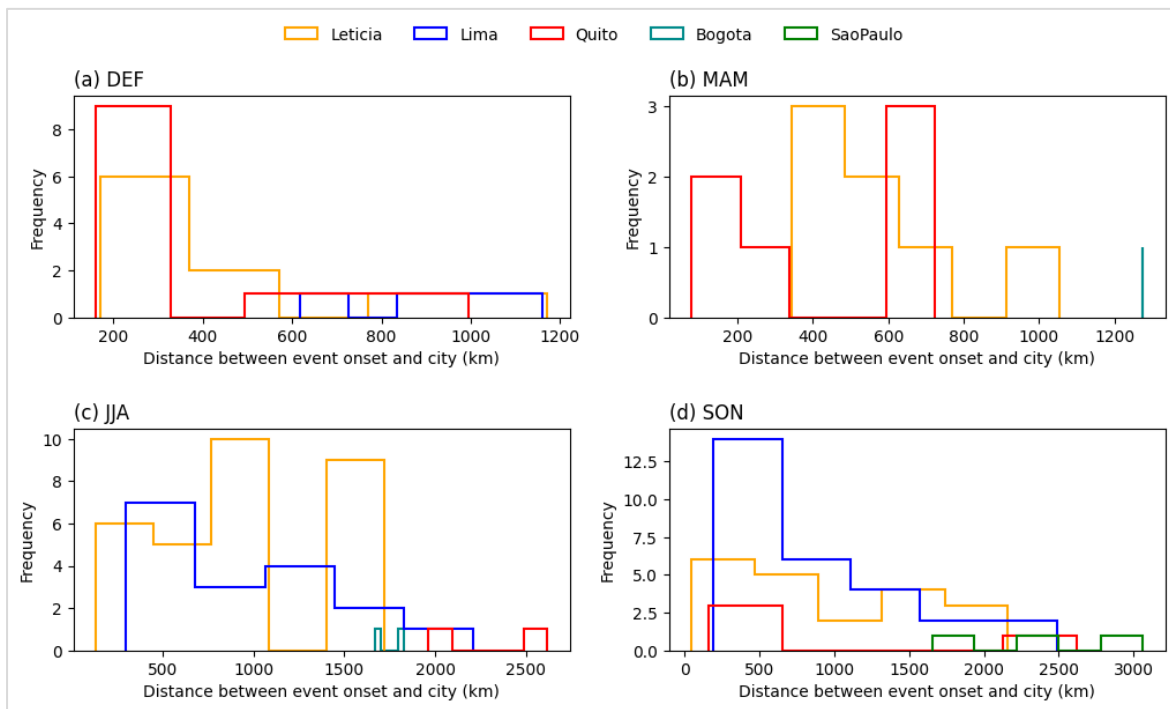 Leticia Lima Quito Bogota SaoPaulo
(a) DEF
8
6
4
2
0
Frequency
200 400 600 800 1000 1200
Distance between event onset and city (km)
(b) MAM
3
2
1
0
Frequency
200 400 600 800 1000 1200
Distance between event onset and city (km)
(c) JJA
10
8
6
4
2
0
Frequency
500 1000 1500 2000 2500
Distance between event onset and city (km)
(d) SON
12.5
10.0
7.5
5.0
2.5
0.0
Frequency
0 500 1000 1500 2000 2500 3000
Distance between event onset and city (km)